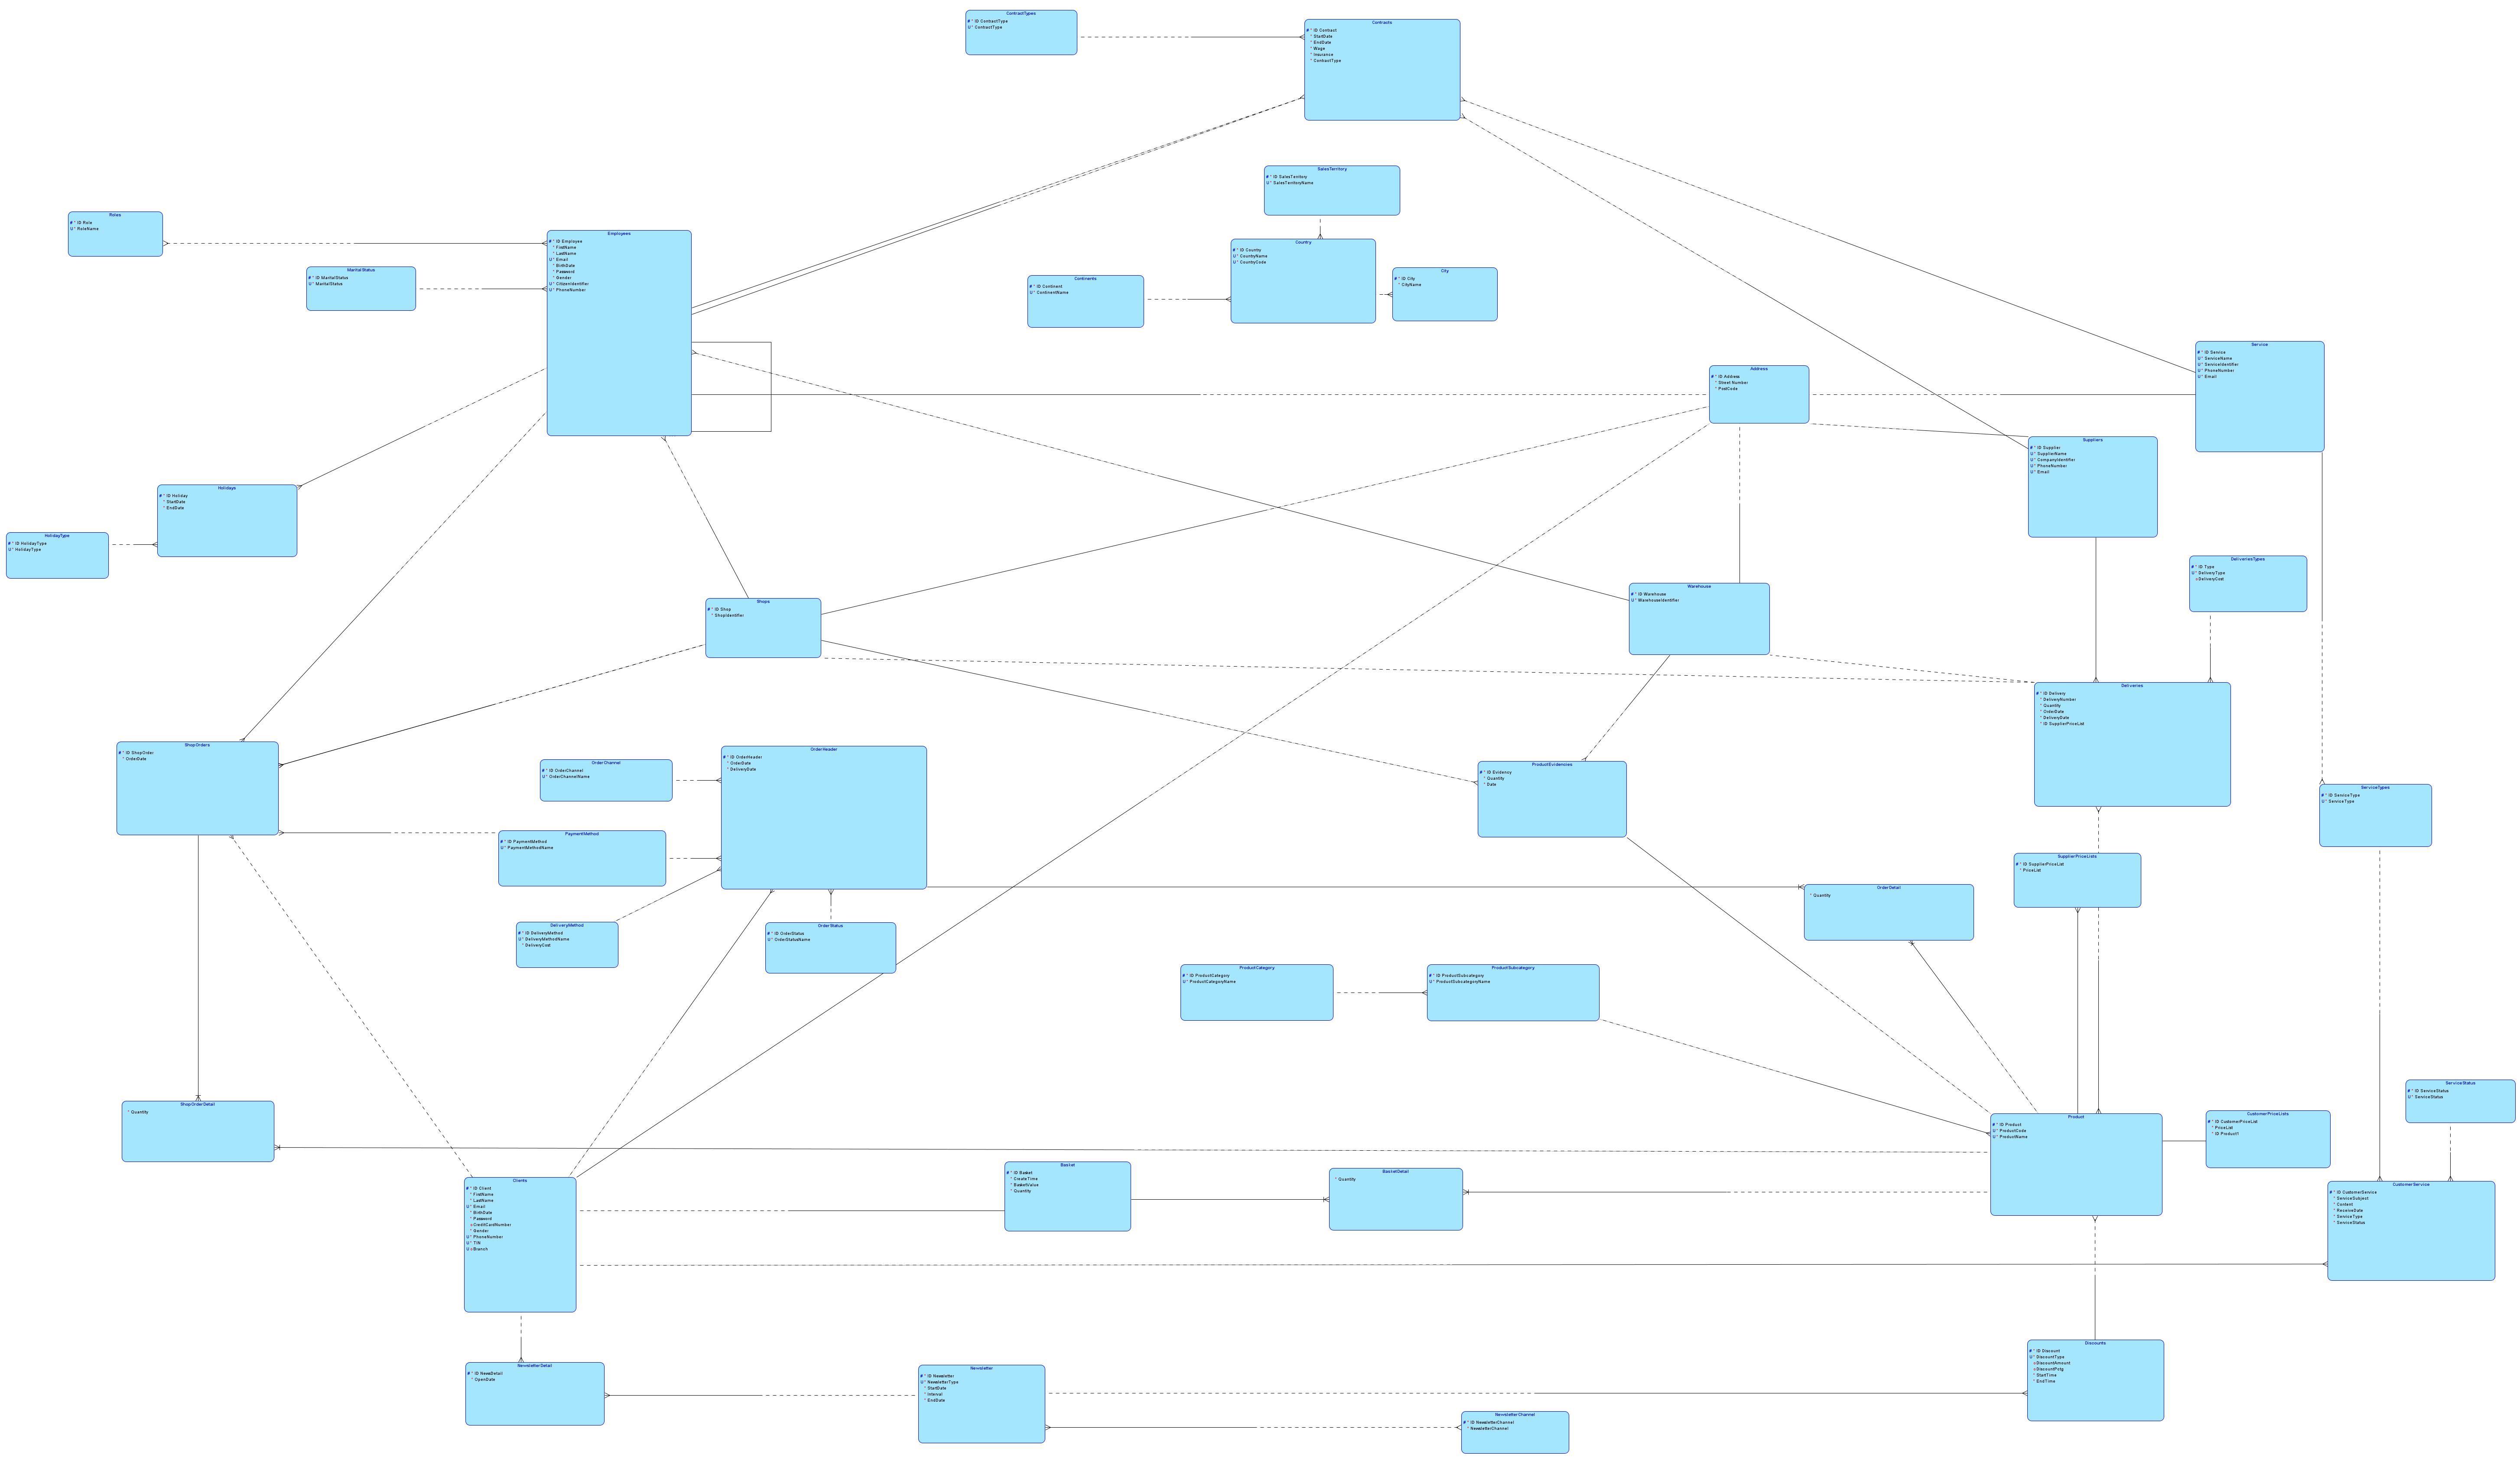 ContractTypes
# * ID ContractType
U * ContractType
Contracts
# * ID Contract
* StartDate
* EndDate
* Wage
* Insurance
* ContractType
SalesTerritory
# * ID SalesTerritory
U * SalesTerritoryName
Roles
# * ID Role
U * RoleName
Employees
# * ID Employee
* FirstName
* LastName
U * Email
* BirthDate
* Password
* Gender
U * CitizenIdentifier
U * PhoneNumber
MaritalStatus
# * ID MaritalStatus
U * MaritalStatus
Country
# * ID Country
U * CountryName
U * CountryCode
City
# * ID City
* CityName
Continents
# * ID Continent
U * ContinentName
Service
# * ID Service
U * ServiceName
U * ServiceIdentifier
U * PhoneNumber
U * Email
Address
# * ID Address
* Street Number
* PostCode
Suppliers
# * ID Supplier
U * SupplierName
U * CompanyIdentifier
U * PhoneNumber
U * Email
Holidays
# * ID Holiday
* StartDate
* EndDate
HolidayType
# * ID HolidayType
U * HolidayType
DeliveriesTypes
# * ID Type
U * DeliveryType
o DeliveryCost
Shops
# * ID Shop
* ShopIdentifier
Warehouse
# * ID Warehouse
U * WarehouseIdentifier
Deliveries
# * ID Delivery
* DeliveryNumber
* Quantity
* OrderDate
* DeliveryDate
* ID SupplierPriceList
ShopOrders
# * ID ShopOrder
* OrderDate
OrderHeader
# * ID OrderHeader
* OrderDate
* DeliveryDate
OrderChannel
# * ID OrderChannel
U * OrderChannelName
ProductEvidencies
# * ID Evidency
* Quantity
* Date
ServiceTypes
# * ID ServiceType
U * ServiceType
PaymentMethod
# * ID PaymentMethod
U * PaymentMethodName
SupplierPriceLists
# * ID SupplierPriceList
* PriceList
OrderDetail
* Quantity
DeliveryMethod
# * ID DeliveryMethod
U * DeliveryMethodName
* DeliveryCost
OrderStatus
# * ID OrderStatus
U * OrderStatusName
ProductCategory
# * ID ProductCategory
U * ProductCategoryName
ProductSubcategory
# * ID ProductSubcategory
U * ProductSubcategoryName
ServiceStatus
# * ID ServiceStatus
U * ServiceStatus
ShopOrderDetail
* Quantity
Product
# * ID Product
U * ProductCode
U * ProductName
CustomerPriceLists
# * ID CustomerPriceList
* PriceList
* ID Product1
Clients
# * ID Client
* FirstName
* LastName
U * Email
* BirthDate
* Password
o CreditCardNumber
* Gender
U * PhoneNumber
U * TIN
U o Branch
Basket
# * ID Basket
* CreateTime
* BasketValue
* Quantity
BasketDetail
* Quantity
CustomerService
# * ID CustomerService
* ServiceSubject
* Content
* ReceiveDate
* ServiceType
* ServiceStatus
Discounts
# * ID Discount
U * DiscountType
o DiscountAmount
o DiscountPctg
* StartTime
* EndTime
NewsletterDetail
# * ID NewsDetail
* OpenDate
Newsletter
# * ID Newsletter
U * NewsletterType
* StartDate
* Interval
* EndDate
NewsletterChannel
# * ID NewsletterChannel
* NewsletterChannel